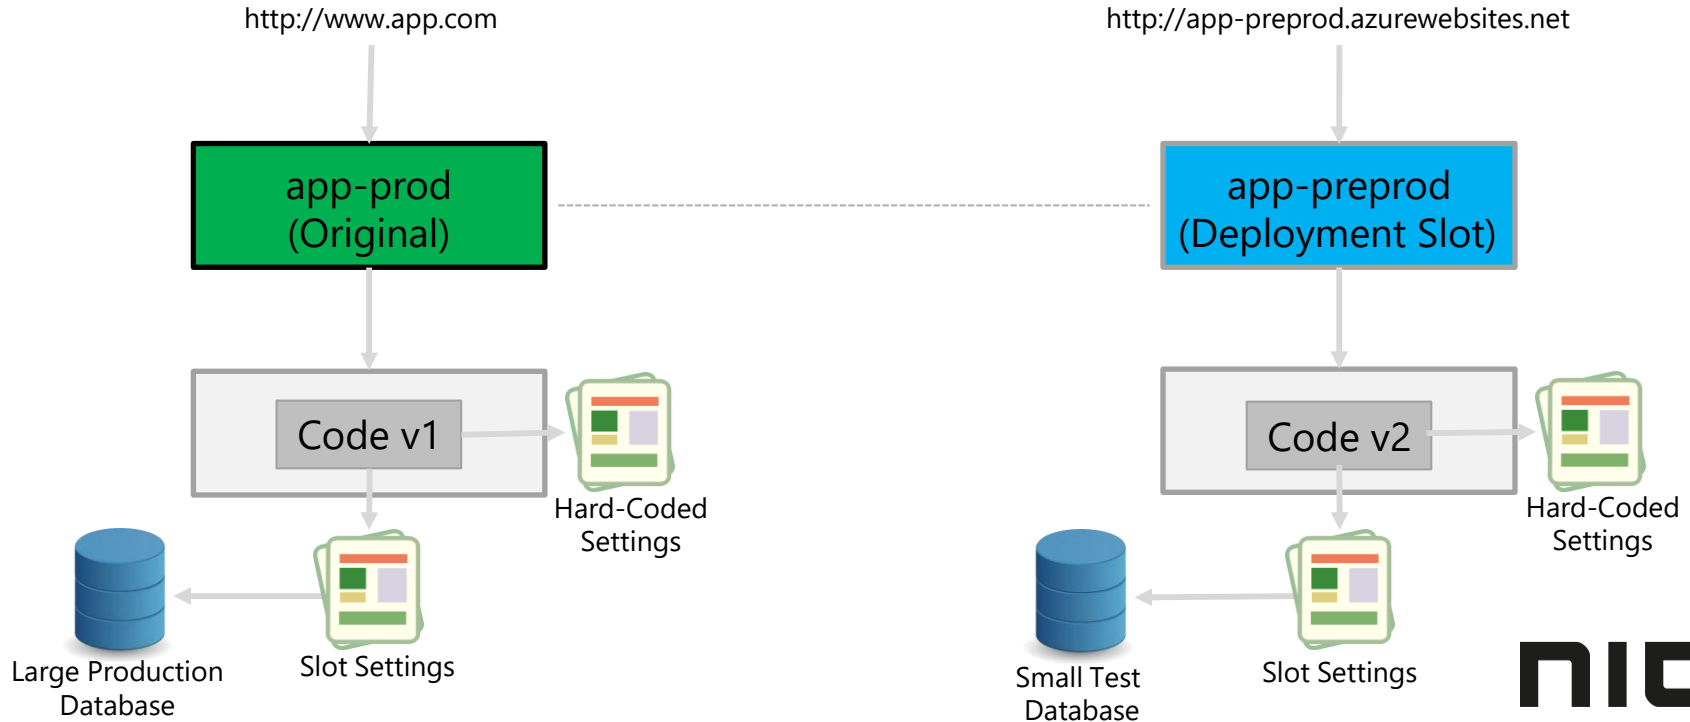 http://www.app.com
http://app-preprod.azurewebsites.net
app-prod
(Original)
app-preprod
(Deployment Slot)
Code v1
Hard-Coded
Settings
Code v2
Hard-Coded
Settings
Large Production
Database
Slot Settings
Small Test
Database
Slot Settings